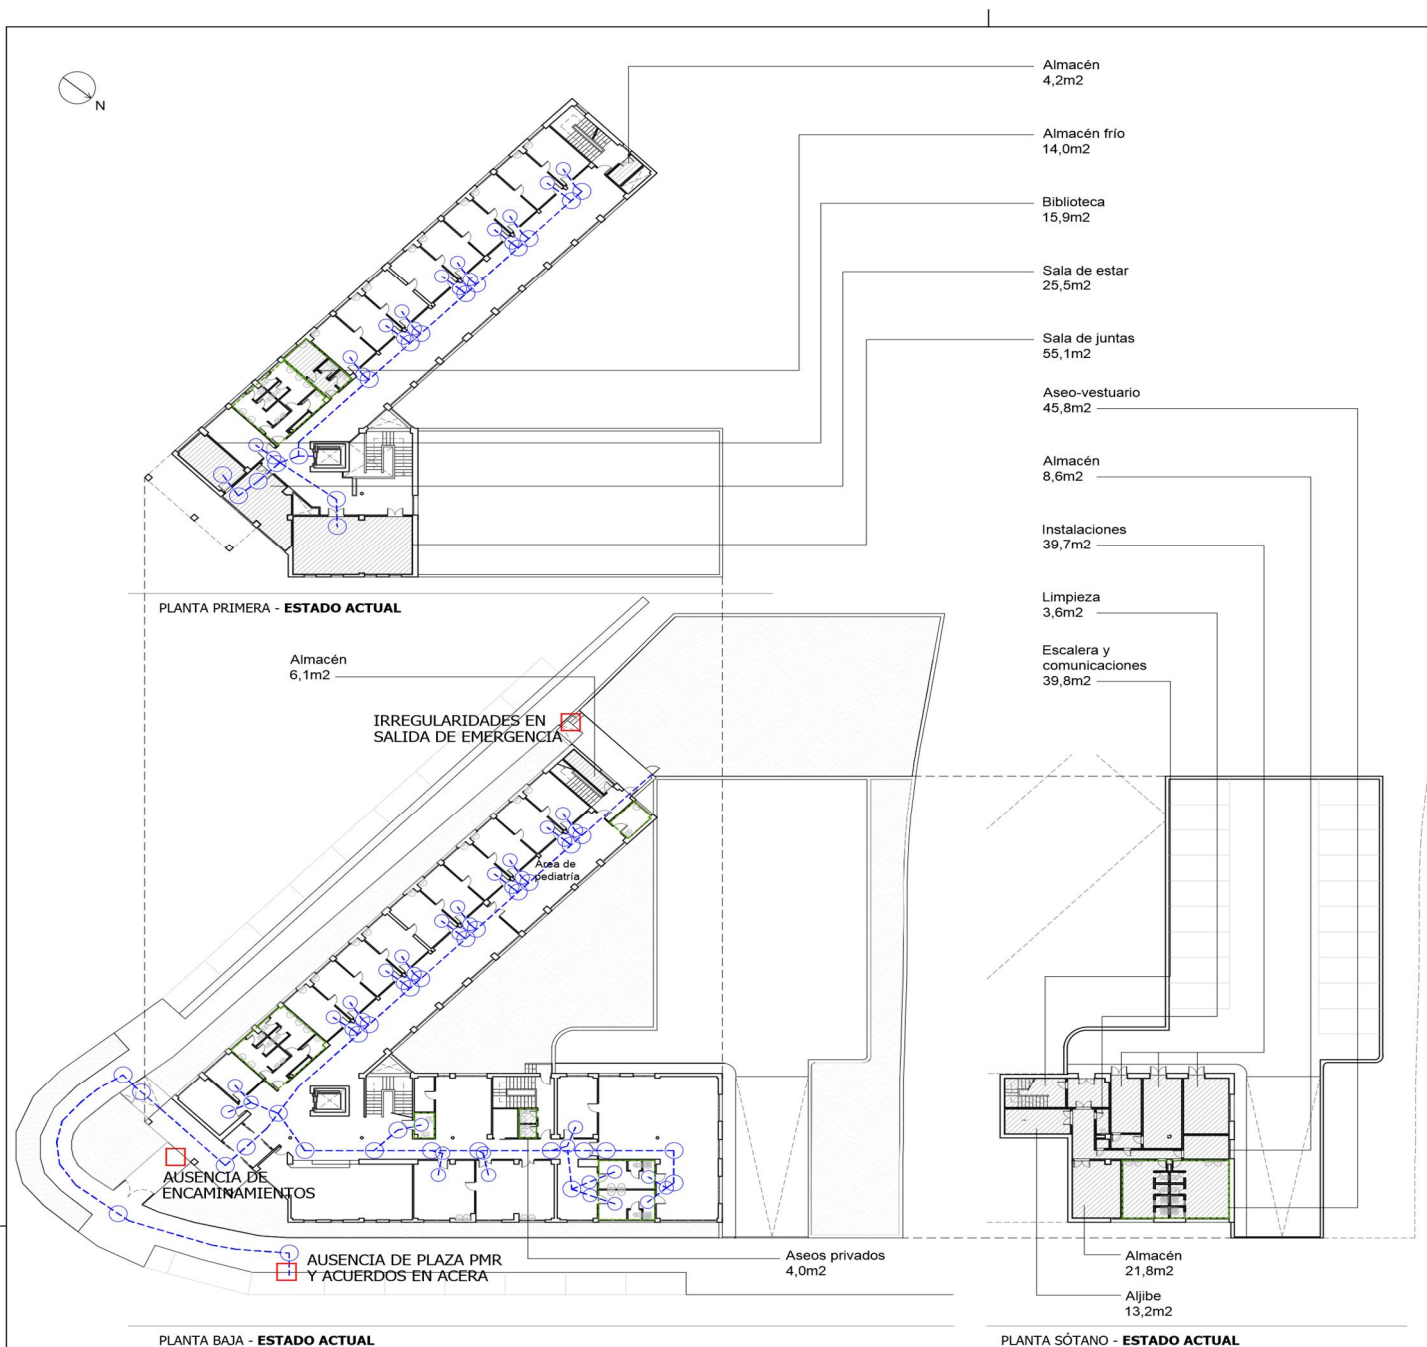 N
Almacén
4,2m2
Almacén frío
14,0m2
Biblioteca
15,9m2
Sala de estar
25,5m2
Sala de juntas
55,1m2
Aseo-vestuario
45,8m2
Almacén
8,6m2
Instalaciones
39,7m2
Limpieza
3,6m2
Escalera y
comunicaciones
39,8m2
PLANTA PRIMERA - ESTADO ACTUAL
Almacén
6,1m2
IRREGULARIDADES EN
SALIDA DE EMERGENCIA
Área de
pediatría
AUSENCIA DE
ENCAMINAMIENTOS
AUSENCIA DE PLAZA PMR
Y ACUERDOS EN ACERA
Aseos privados
4,0m2
Almacén
21,8m2
Aljibe
13,2m2
PLANTA BAJA - ESTADO ACTUAL
PLANTA SÓTANO - ESTADO ACTUAL